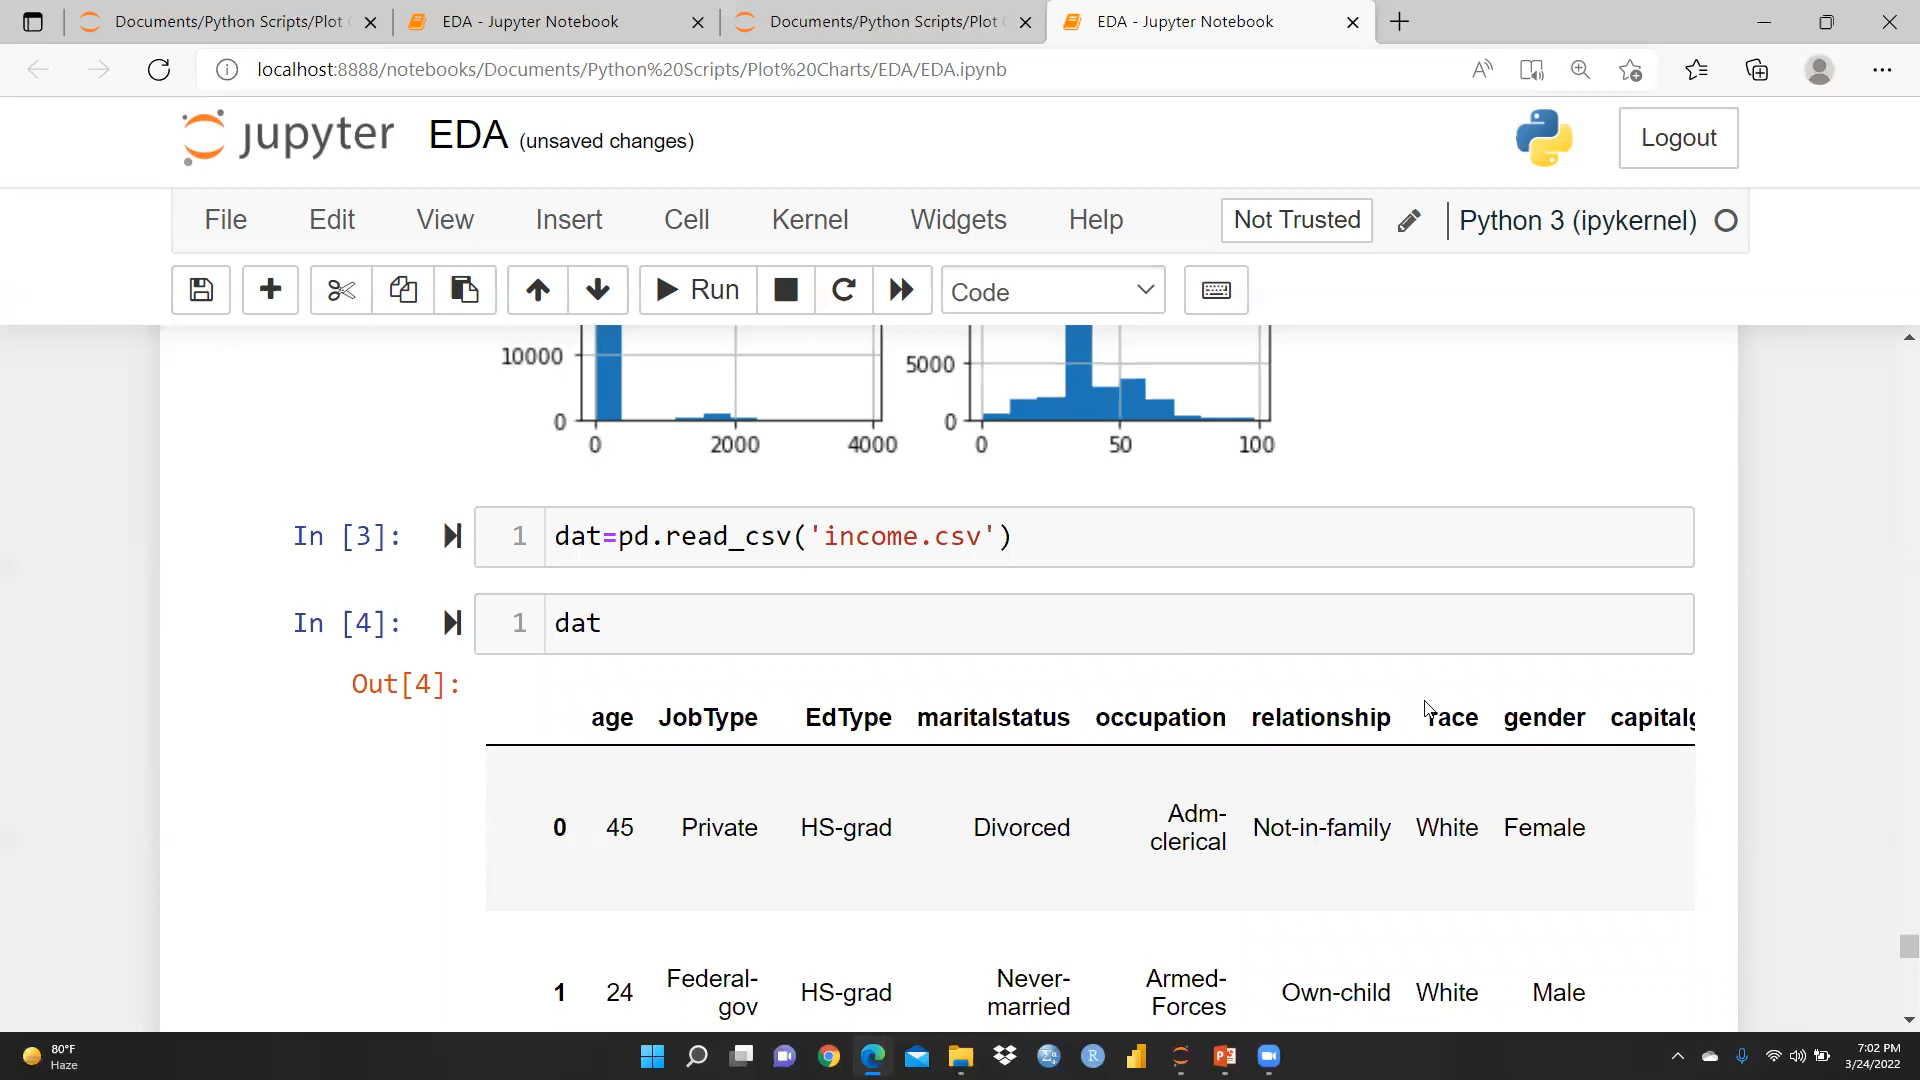 Documents/Python Scripts/Plot
EDA - Jupyter Notebook
Documents/Python Scripts/Plot
EDA - Jupyter Notebook
localhost:8888/notebooks/Documents/Python%20Scripts/Plot%20Charts/EDA/EDA.ipynb
jupyter EDA (unsaved changes)
Logout
File Edit View Insert Cell Kernel Widgets Help Not Trusted Python 3 (ipykernel)
Run Code
10000
0
0 2000 4000
5000
0
0 50 100
In [3]: 1 dat=pd.read_csv('income.csv')
In [4]: 1 dat
Out[4]:
age JobType EdType maritalstatus occupation relationship race gender capitalg
0 45 Private HS-grad Divorced Adm-clerical Not-in-family White Female
1 24 Federal-gov HS-grad Never-married Armed-Forces Own-child White Male
80°F
Haze
7:02 PM
3/24/2022